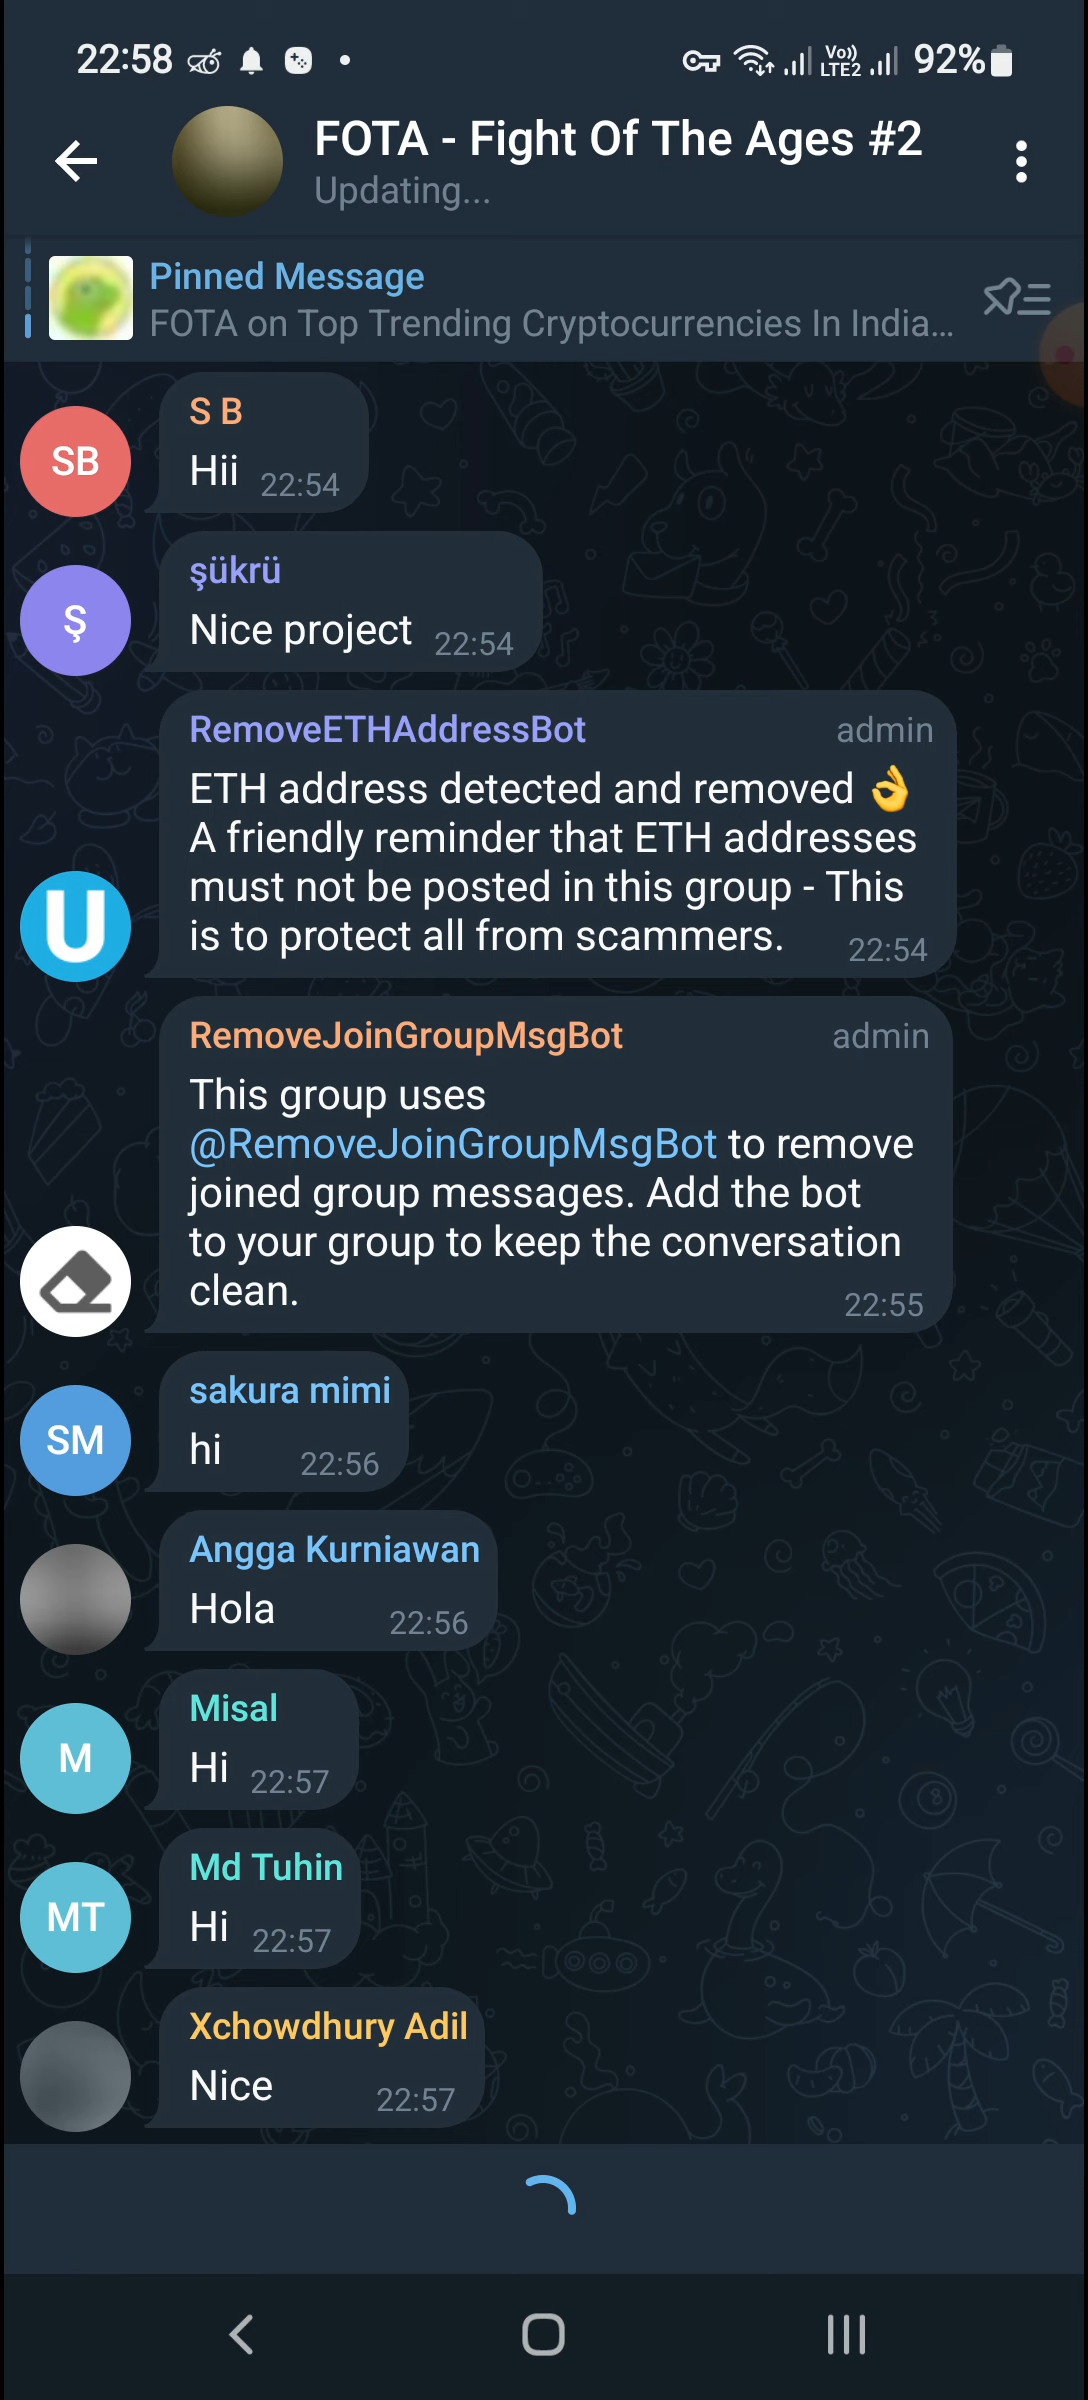 22:58
Vo)) LTE2 92%
FOTA - Fight Of The Ages #2
Updating...
Pinned Message
FOTA on Top Trending Cryptocurrencies In India...
S B
SB
Hii 22:54
şükrü
Ş
Nice project 22:54
RemoveETHAddressBot admin
ETH address detected and removed 👌
A friendly reminder that ETH addresses
must not be posted in this group - This
U
is to protect all from scammers. 22:54
RemoveJoinGroupMsgBot admin
This group uses
@RemoveJoinGroupMsgBot to remove
joined group messages. Add the bot
to your group to keep the conversation
clean. 22:55
sakura mimi
SM
hi 22:56
Angga Kurniawan
Hola 22:56
Misal
M
Hi 22:57
Md Tuhin
MT
Hi 22:57
Xchowdhury Adil
Nice 22:57